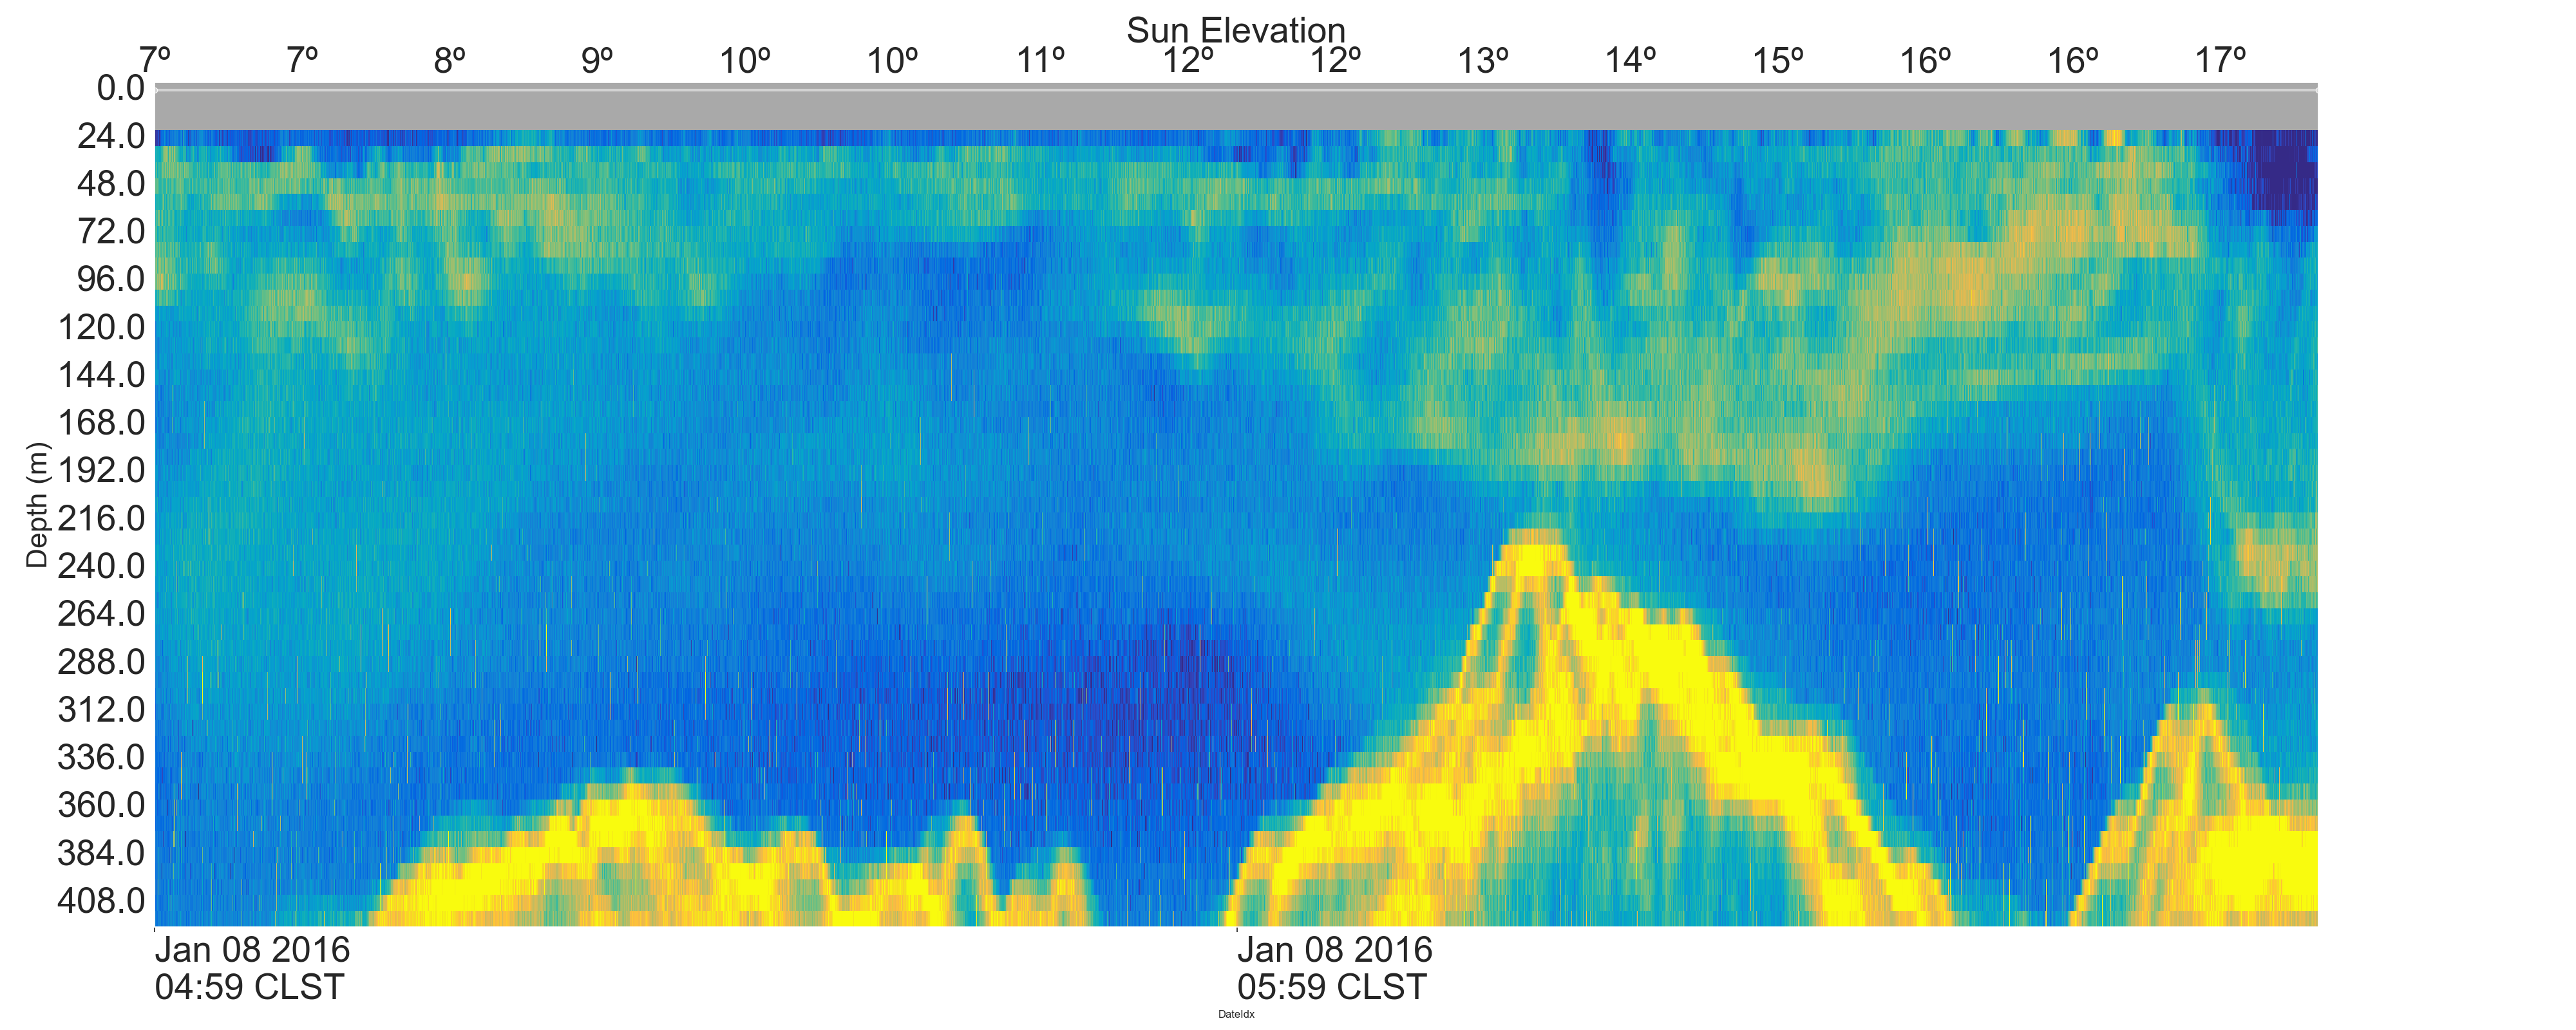 Sun Elevation
7º 7º 8º 9º 10º 10º 11º 12º 12º 13º 14º 15º 16º 16º 17º
0.0
24.0
48.0
72.0
96.0
120.0
144.0
168.0
192.0
216.0
240.0
264.0
288.0
312.0
336.0
360.0
384.0
408.0
Depth (m)
Jan 08 2016
04:59 CLST
Jan 08 2016
05:59 CLST
DateIdx